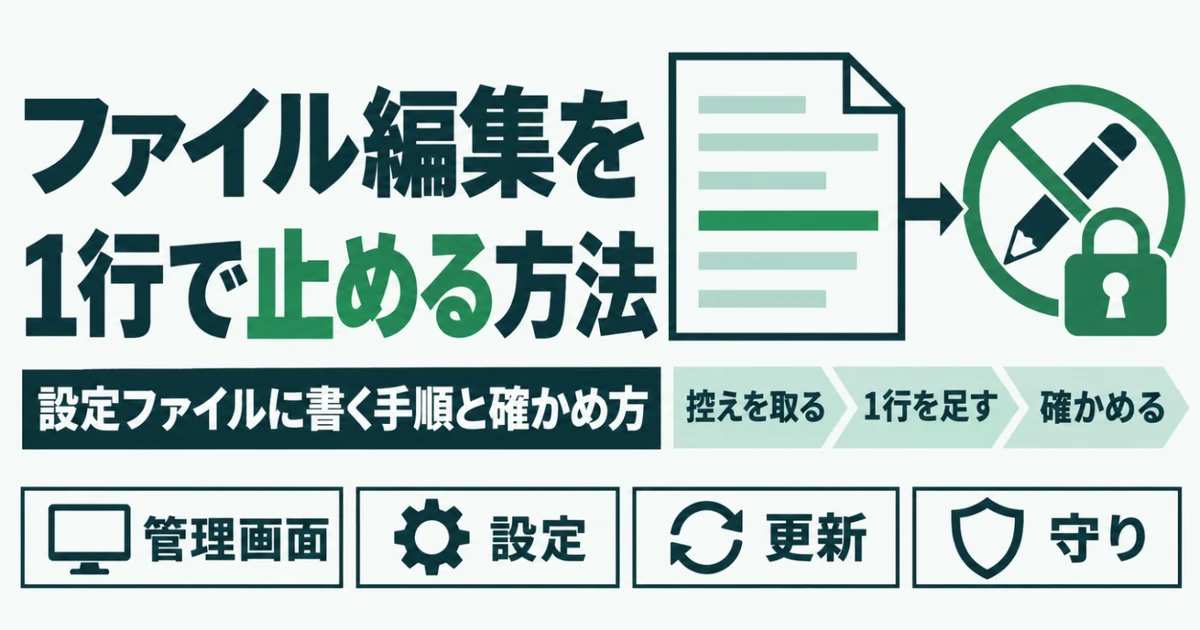 ファイル編集を
1行で止める方法
設定ファイルに書く手順と確かめ方
控えを取る
1行を足す
確かめる
管理画面
設定
更新
守り